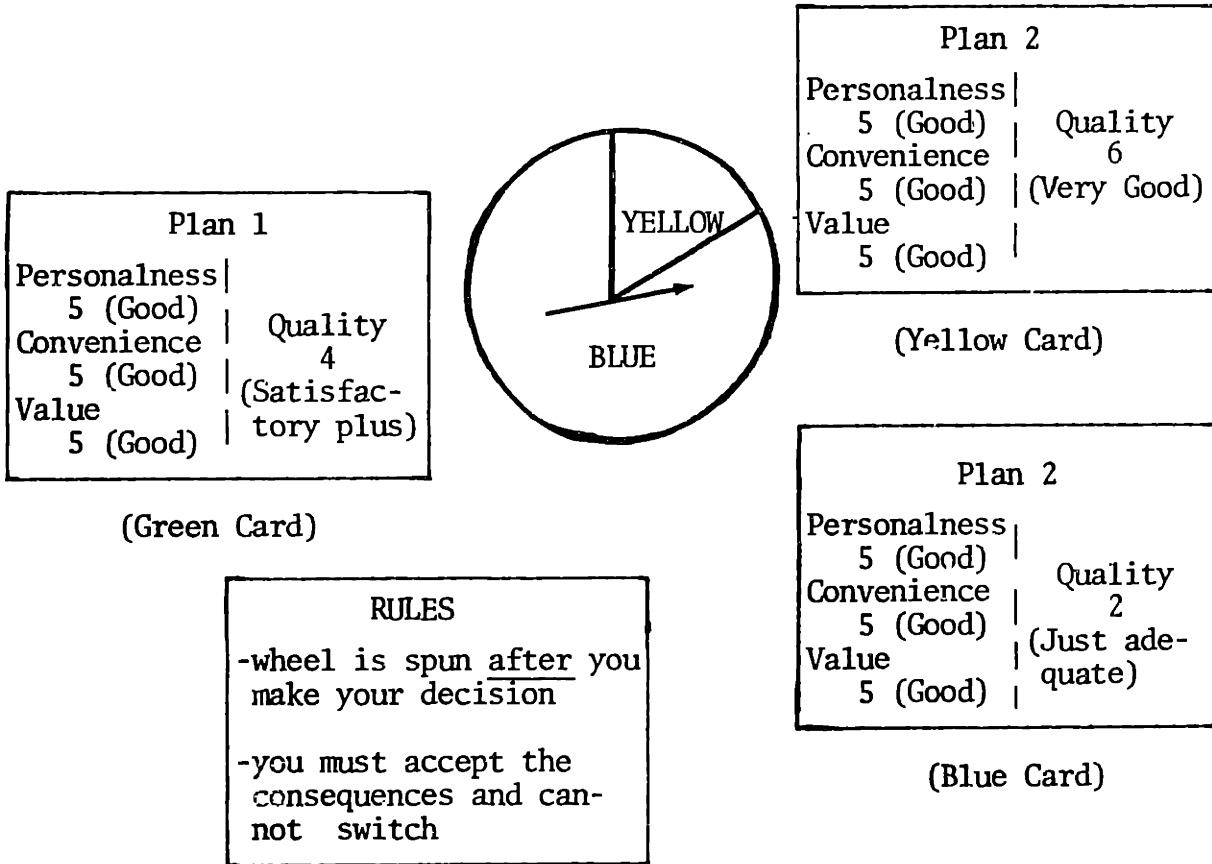 Plan 1
Personalness
5 (Good)
Convenience
5 (Good)
Value
5 (Good)
Quality
4
(Satisfac-
tory plus)
(Green Card)
YELLOW
BLUE
Plan 2
Personalness
5 (Good)
Convenience
5 (Good)
Value
5 (Good)
Quality
6
(Very Good)
(Yellow Card)
Plan 2
Personalness
5 (Good)
Convenience
5 (Good)
Value
5 (Good)
Quality
2
(Just ade-
quate)
(Blue Card)
RULES
-wheel is spun after you
make your decision
-you must accept the
consequences and can-
not switch